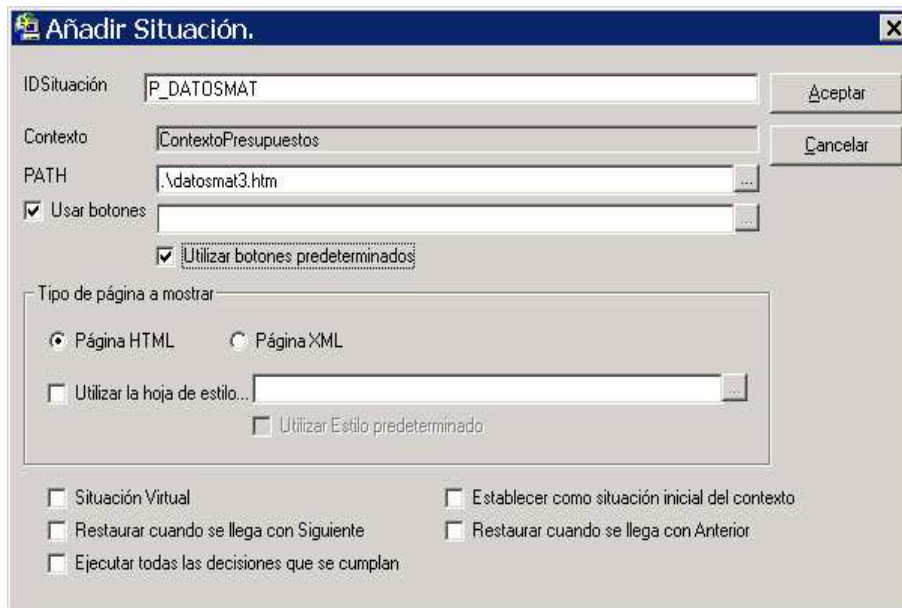 Añadir Situación.
IDSituación P_DATOSMAT
Aceptar
Contexto ContextoPresupuestos
Cancelar
PATH .\datosmat3.htm ...
Usar botones ...
Utilizar botones predeterminados
Tipo de página a mostrar
Página HTML Página XML
Utilizar la hoja de estilo... ...
Utilizar Estilo predeterminado
Situación Virtual Establecer como situación inicial del contexto
Restaurar cuando se llega con Siguiente Restaurar cuando se llega con Anterior
Ejecutar todas las decisiones que se cumplan